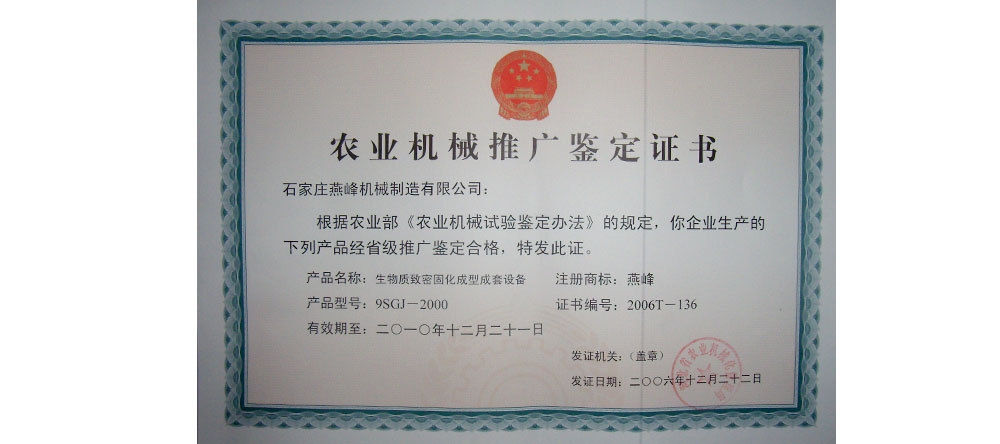 农业机械推广鉴定证书
石家庄燕峰机械制造有限公司：
根据农业部《农业机械试验鉴定办法》的规定，你企业生产的
下列产品经省级推广鉴定合格，特发此证。
产品名称：生物质致密固化成型成套设备 注册商标：燕峰
产品型号：9SGJ－2000 证书编号：2006T－136
有效期至：二〇一〇年十二月二十一日
发证机关：（盖章）
发证日期：二〇〇六年十二月二十二日